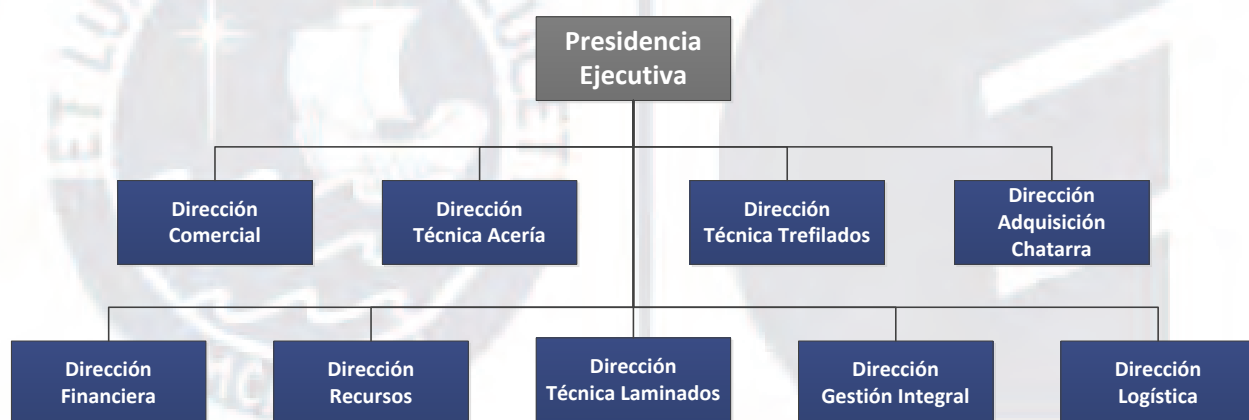 Presidencia
Ejecutiva
Dirección
Comercial
Dirección
Técnica Acería
Dirección
Técnica Trefilados
Dirección
Adquisición
Chatarra
Dirección
Financiera
Dirección
Recursos
Dirección
Técnica Laminados
Dirección
Gestión Integral
Dirección
Logística